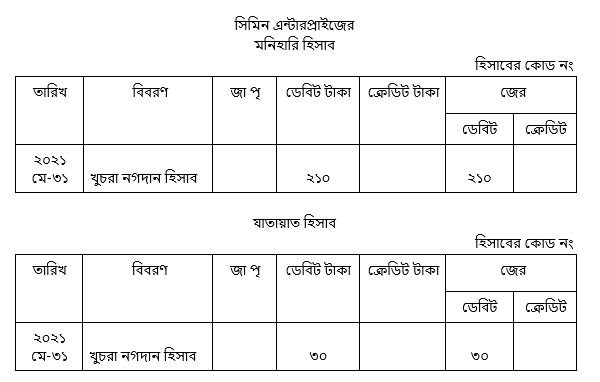 সিমিন এন্টারপ্রাইজের
মনিহারি হিসাব
হিসাবের কোড নং
তারিখ বিবরণ জা পৃ ডেবিট টাকা ক্রেডিট টাকা জের
ডেবিট ক্রেডিট
২০২১
মে-৩১ খুচরা নগদান হিসাব ২১০ ২১০
যাতায়াত হিসাব
হিসাবের কোড নং
তারিখ বিবরণ জা পৃ ডেবিট টাকা ক্রেডিট টাকা জের
ডেবিট ক্রেডিট
২০২১
মে-৩১ খুচরা নগদান হিসাব ৩০ ৩০